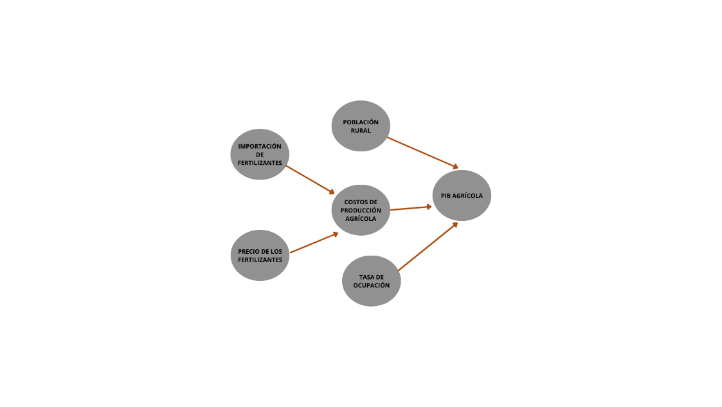 POBLACIÓN
RURAL
IMPORTACIÓN
DE
FERTILIZANTES
COSTOS DE
PRODUCCIÓN
AGRÍCOLA
PIB AGRÍCOLA
PRECIO DE LOS
FERTILIZANTES
TASA DE
OCUPACIÓN